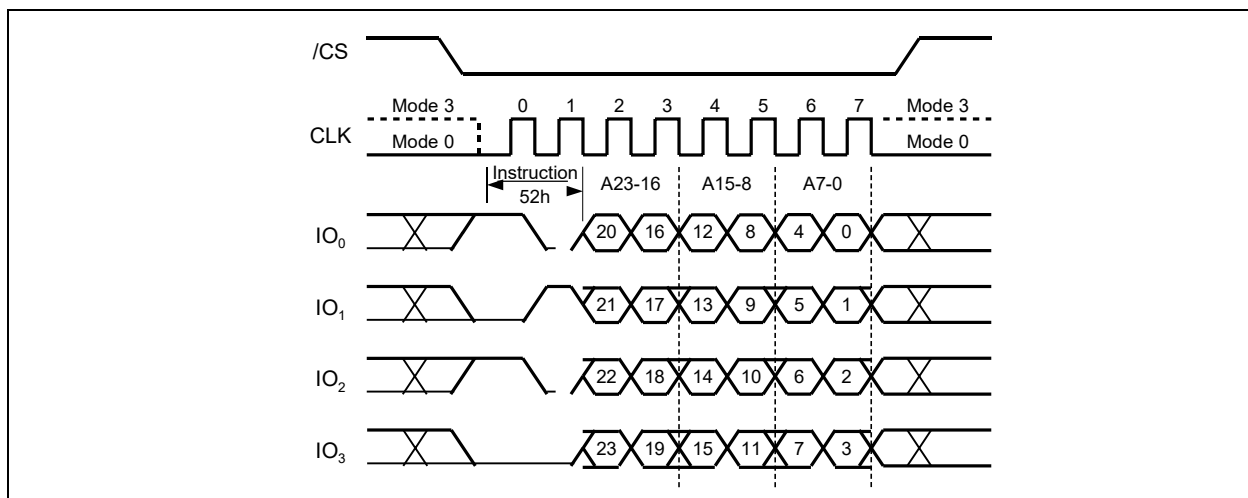 /CS
Mode 3 0 1 2 3 4 5 6 7 Mode 3
CLK
Mode 0 Mode 0
Instruction
52h
A23-16 A15-8 A7-0
IO0 20 16 12 8 4 0
IO1 21 17 13 9 5 1
IO2 22 18 14 10 6 2
IO3 23 19 15 11 7 3